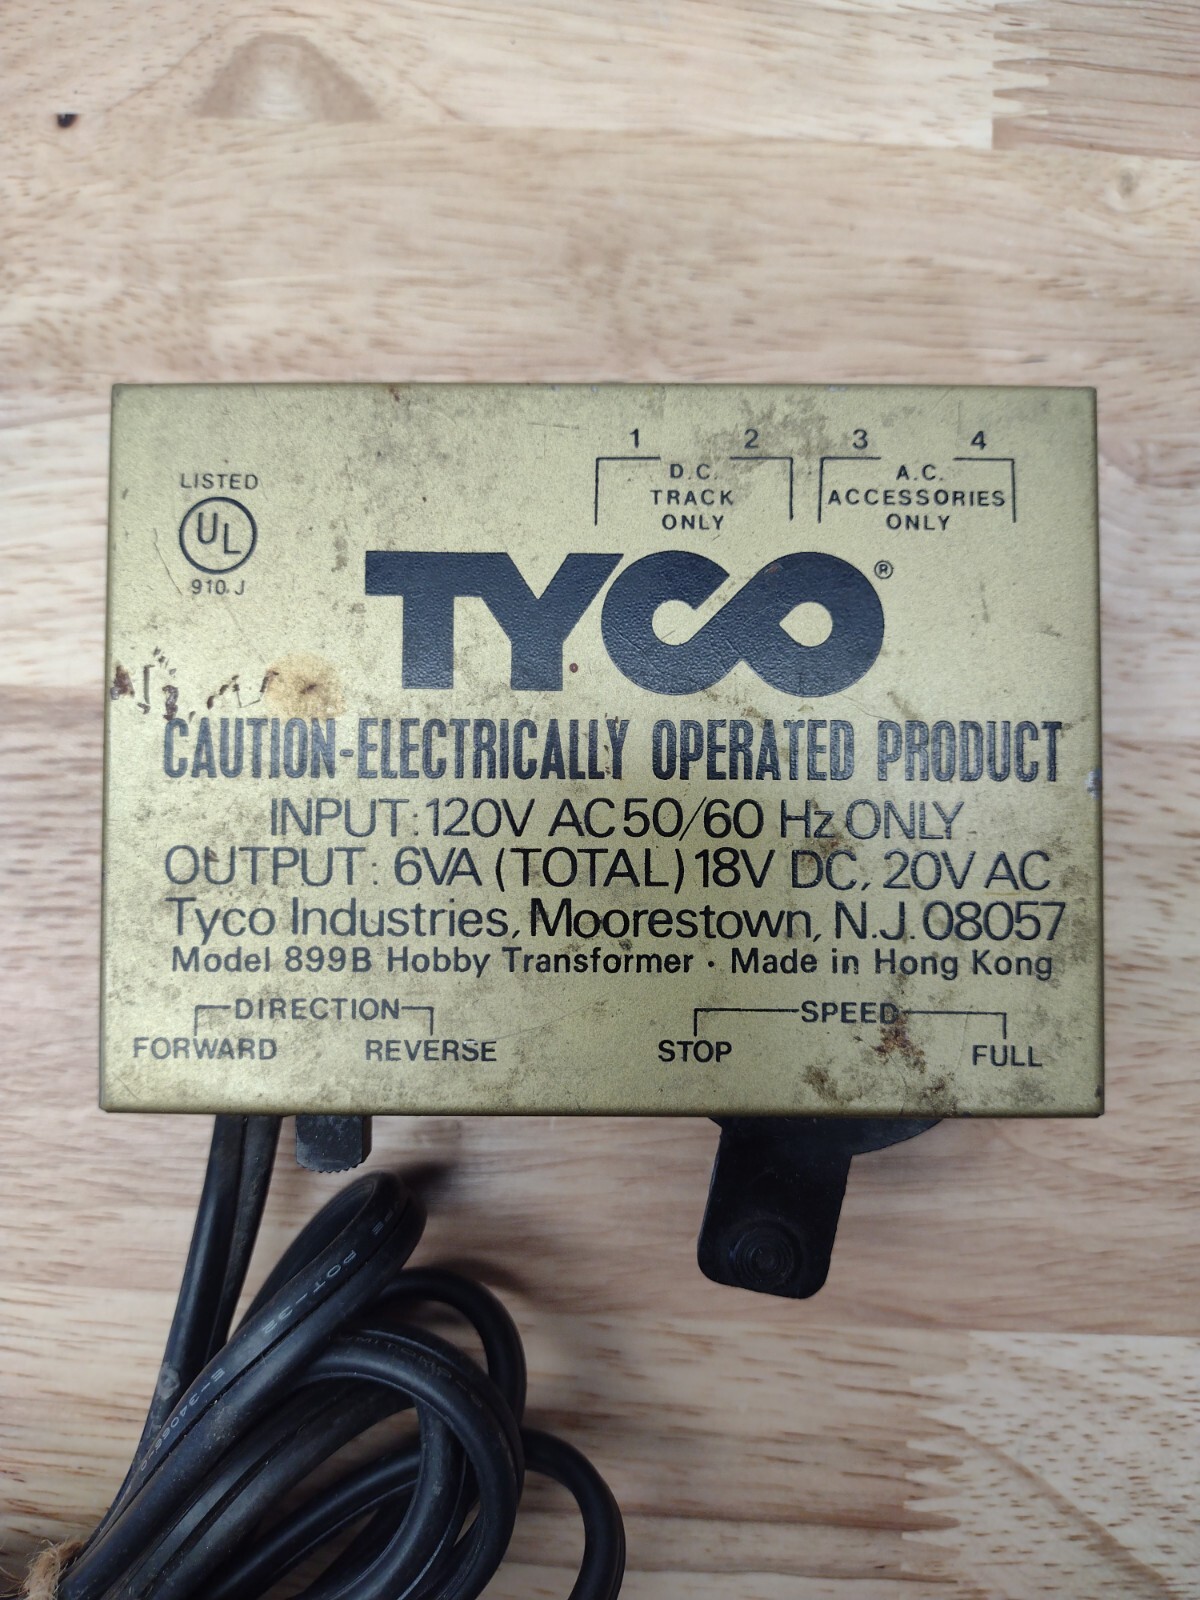 1 2 3 4
LISTED
UL
910 J
D.C.
TRACK
ONLY
A.C.
ACCESSORIES
ONLY
TYCO®
CAUTION-ELECTRICALLY OPERATED PRODUCT
INPUT: 120V AC 50/60 Hz ONLY
OUTPUT: 6VA (TOTAL) 18V DC, 20V AC
Tyco Industries, Moorestown, N.J. 08057
Model 899B Hobby Transformer · Made in Hong Kong
DIRECTION SPEED
FORWARD REVERSE STOP FULL
POT-32